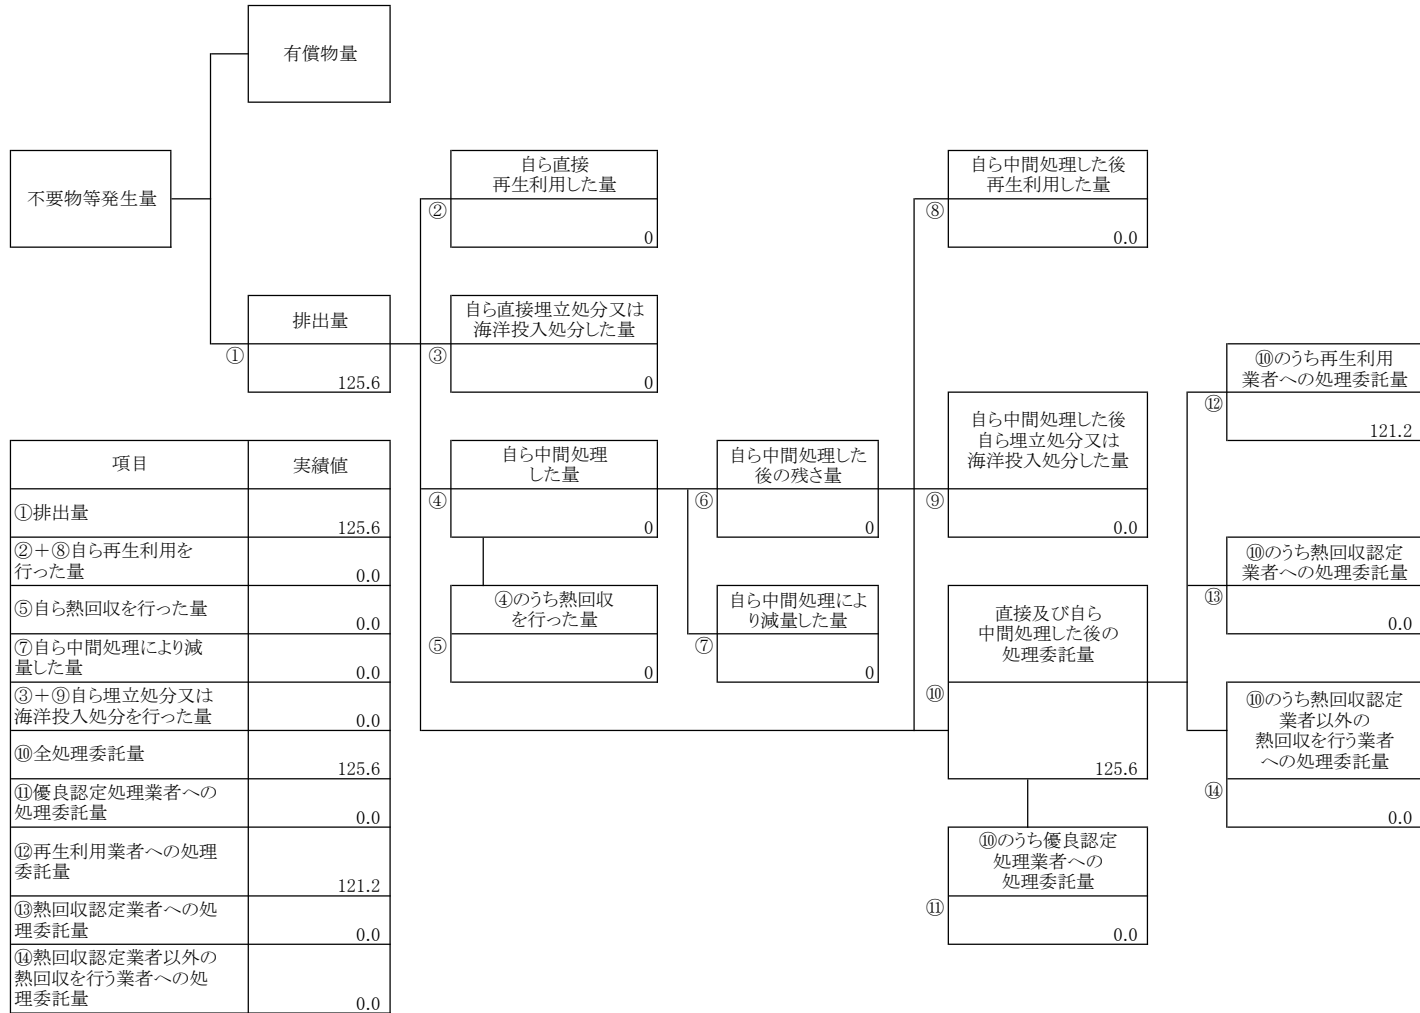 有償物量
不要物等発生量
自ら直接
再生利用した量
②
0
自ら中間処理した後
再生利用した量
⑧
0.0
排出量
①
125.6
自ら直接埋立処分又は
海洋投入処分した量
③
0
⑩のうち再生利用
業者への処理委託量
⑫
121.2
自ら中間処理
した量
④
0
自ら中間処理した
後の残さ量
⑥
0
自ら中間処理した後
自ら埋立処分又は
海洋投入処分した量
⑨
0.0
⑩のうち熱回収認定
業者への処理委託量
⑬
0.0
④のうち熱回収
を行った量
⑤
0
自ら中間処理によ
り減量した量
⑦
0
直接及び自ら
中間処理した後の
処理委託量
⑩
125.6
⑩のうち熱回収認定
業者以外の
熱回収を行う業者
への処理委託量
⑭
0.0
⑩のうち優良認定
処理業者への
処理委託量
⑪
0.0
項目 実績値
①排出量
125.6
②+⑧自ら再生利用を
行った量
0.0
⑤自ら熱回収を行った量
0.0
⑦自ら中間処理により減
量した量
0.0
③+⑨自ら埋立処分又は
海洋投入処分を行った量
0.0
⑩全処理委託量
125.6
⑪優良認定処理業者への
処理委託量
0.0
⑫再生利用業者への処理
委託量
121.2
⑬熱回収認定業者への処
理委託量
0.0
⑭熱回収認定業者以外の
熱回収を行う業者への処
理委託量
0.0